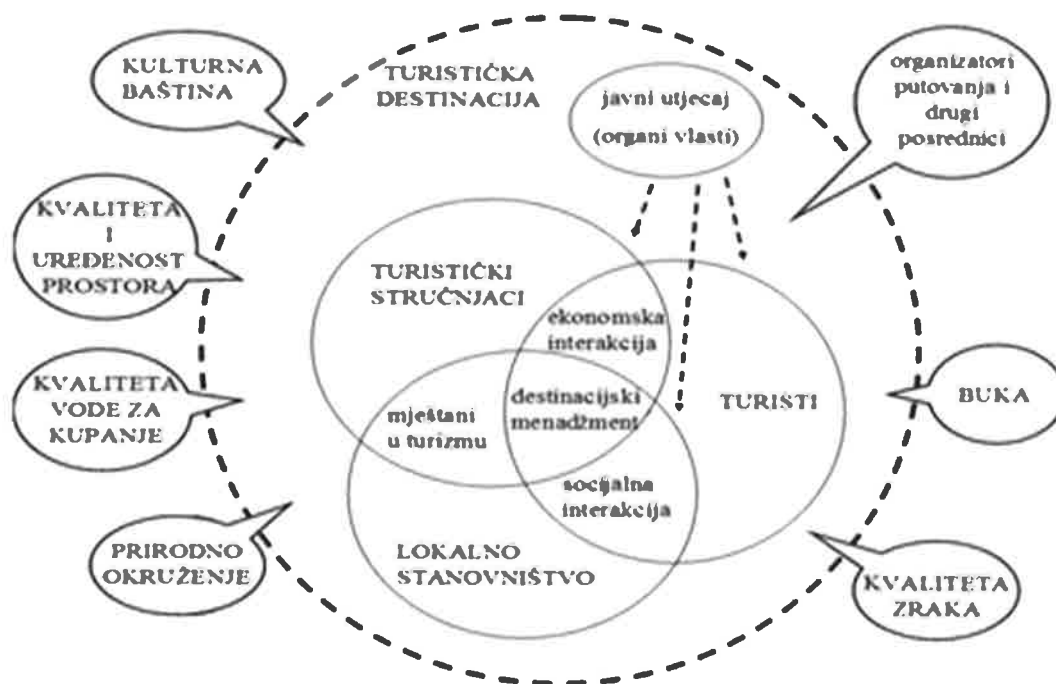 KULTURNA
BAŠTINA
TURISTIČKA
DESTINACIJA
javni utjecaj
(organi vlasti)
organizatori
putovanja i
drugi
posrednici
KVALITETA
I
UREĐENOST
PROSTORA
TURISTIČKI
STRUČNJACI
ekonomska
interakcija
KVALITETA
VODE ZA
KUPANJE
mještani
u turizmu
destinacijski
menadžment
TURISTI
BUKA
socijalna
interakcija
PRIRODNO
OKRUŽENJE
LOKALNO
STANOVNIŠTVO
KVALITETA
ZRAKA